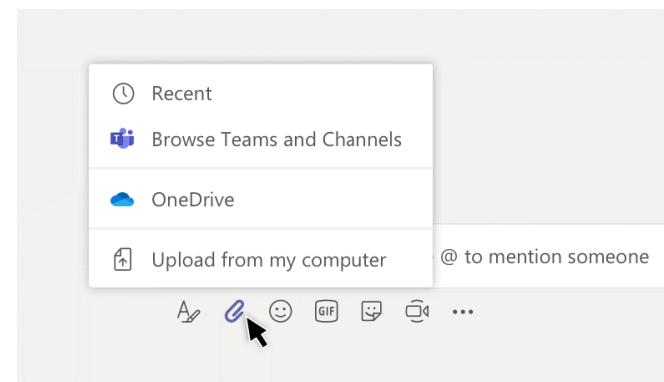 Recent
Browse Teams and Channels
OneDrive
Upload from my computer
@ to mention someone
GIF